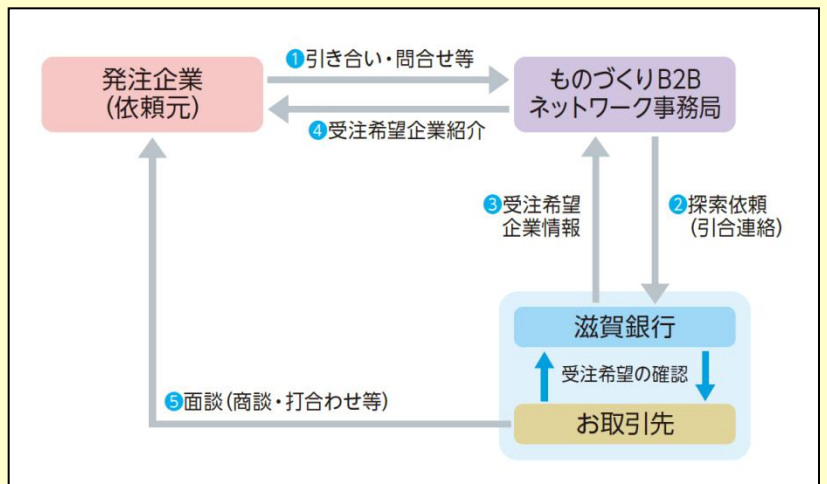 発注企業
(依頼元)
❶引き合い・問合せ等
ものづくりB2B
ネットワーク事務局
❹受注希望企業紹介
❸受注希望
企業情報
❷探索依頼
(引合連絡)
滋賀銀行
受注希望の確認
お取引先
❺面談(商談・打合わせ等)